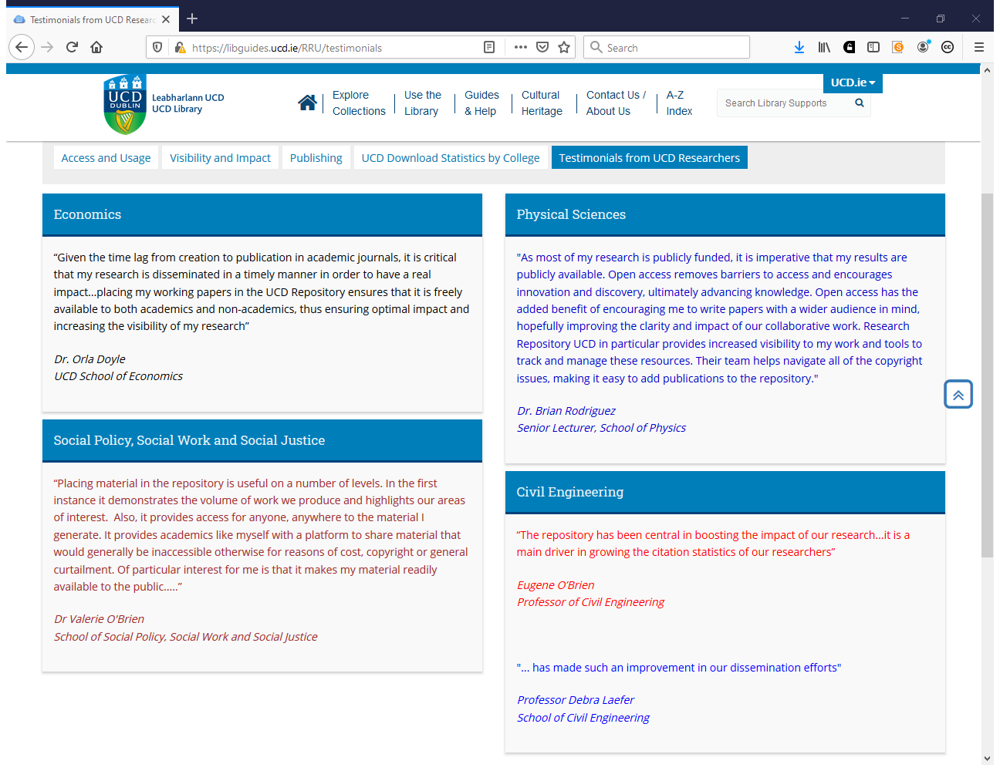 Testimonials from UCD Researc
https://libguides.ucd.ie/RRU/testimonials
Search
UCD
DUBLIN
Leabharlann UCD
UCD Library
Explore
Collections
Use the
Library
Guides
& Help
Cultural
Heritage
Contact Us /
About Us
A-Z
Index
UCD.ie
Search Library Supports
Access and Usage
Visibility and Impact
Publishing
UCD Download Statistics by College
Testimonials from UCD Researchers
Economics
“Given the time lag from creation to publication in academic journals, it is critical
that my research is disseminated in a timely manner in order to have a real
impact...placing my working papers in the UCD Repository ensures that it is freely
available to both academics and non-academics, thus ensuring optimal impact and
increasing the visibility of my research”
Dr. Orla Doyle
UCD School of Economics
Social Policy, Social Work and Social Justice
“Placing material in the repository is useful on a number of levels. In the first
instance it demonstrates the volume of work we produce and highlights our areas
of interest.  Also, it provides access for anyone, anywhere to the material I
generate. It provides academics like myself with a platform to share material that
would generally be inaccessible otherwise for reasons of cost, copyright or general
curtailment. Of particular interest for me is that it makes my material readily
available to the public.....”
Dr Valerie O'Brien
School of Social Policy, Social Work and Social Justice
Physical Sciences
"As most of my research is publicly funded, it is imperative that my results are
publicly available. Open access removes barriers to access and encourages
innovation and discovery, ultimately advancing knowledge. Open access has the
added benefit of encouraging me to write papers with a wider audience in mind,
hopefully improving the clarity and impact of our collaborative work. Research
Repository UCD in particular provides increased visibility to my work and tools to
track and manage these resources. Their team helps navigate all of the copyright
issues, making it easy to add publications to the repository."
Dr. Brian Rodriguez
Senior Lecturer, School of Physics
Civil Engineering
“The repository has been central in boosting the impact of our research...it is a
main driver in growing the citation statistics of our researchers”
Eugene O’Brien
Professor of Civil Engineering
"... has made such an improvement in our dissemination efforts"
Professor Debra Laefer
School of Civil Engineering